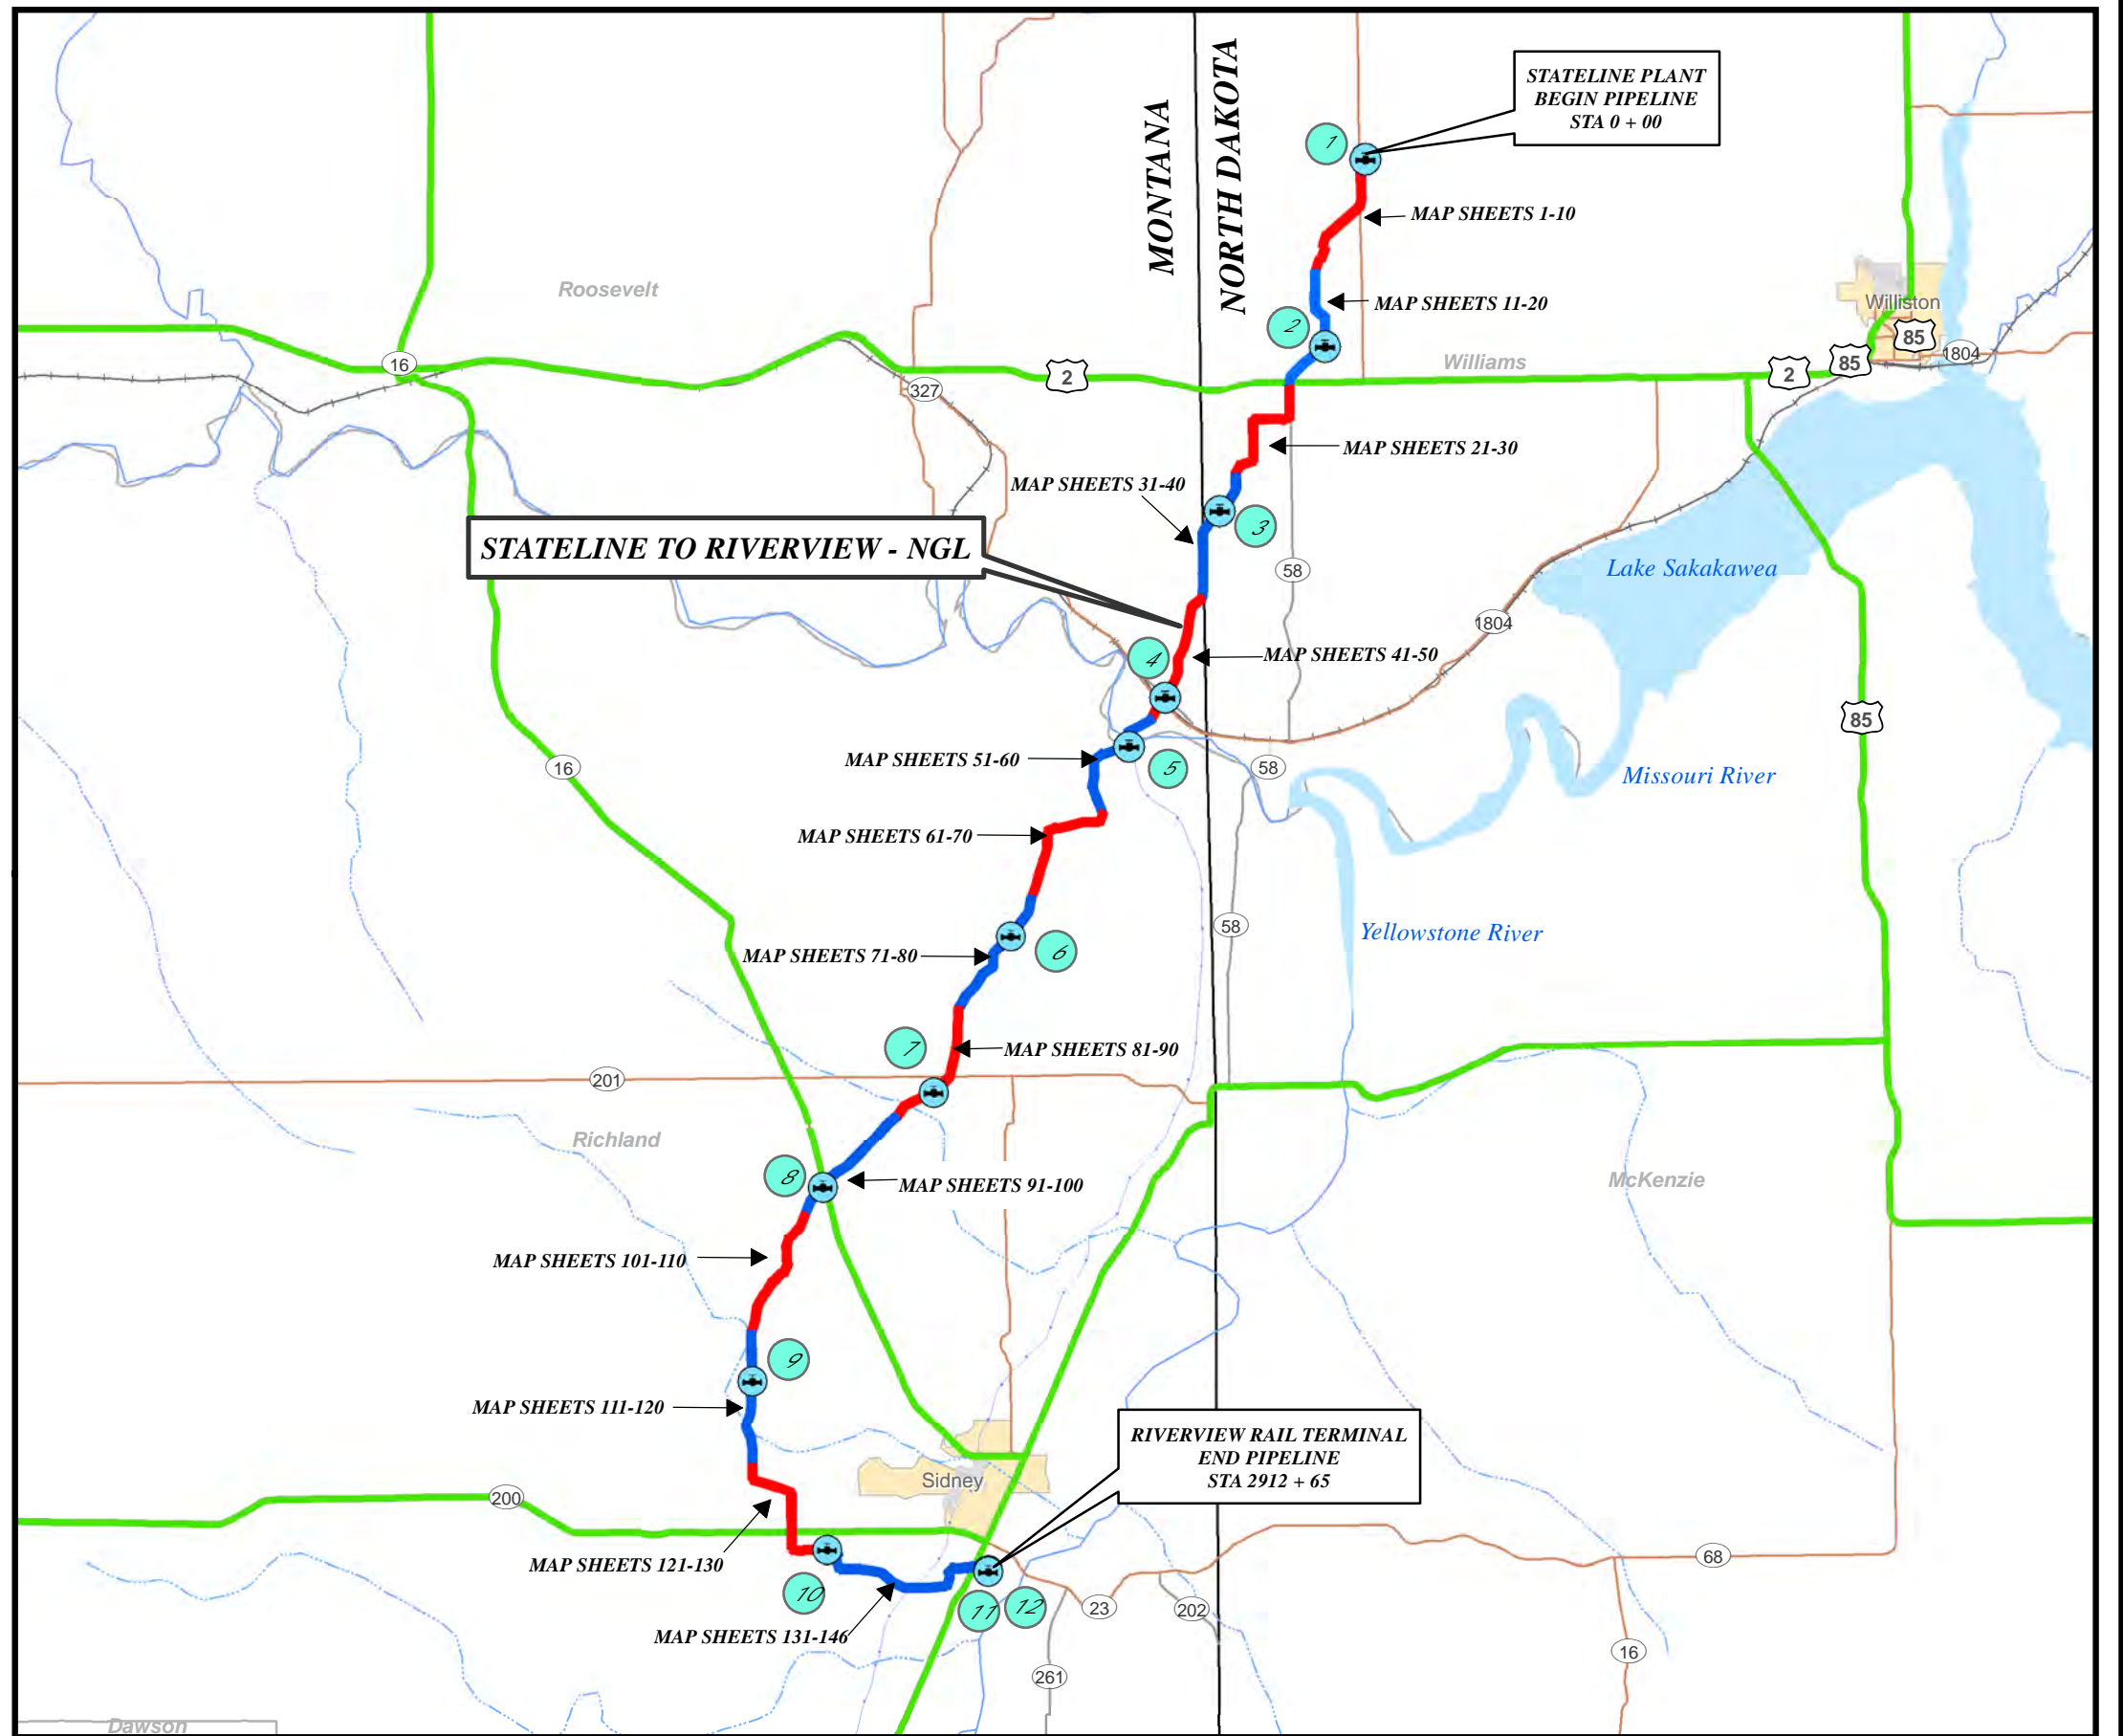 STATELINE PLANT
BEGIN PIPELINE
STA 0 + 00
MONTANA
NORTH DAKOTA
1
MAP SHEETS 1-10
Roosevelt
MAP SHEETS 11-20
Williston
2
85
85
1804
16
2
Williams
2
327
MAP SHEETS 21-30
MAP SHEETS 31-40
3
STATELINE TO RIVERVIEW - NGL
58
Lake Sakakawea
1804
4
MAP SHEETS 41-50
85
MAP SHEETS 51-60
5
58
16
Missouri River
MAP SHEETS 61-70
58
Yellowstone River
6
MAP SHEETS 71-80
7
MAP SHEETS 81-90
201
Richland
8
MAP SHEETS 91-100
McKenzie
MAP SHEETS 101-110
9
MAP SHEETS 111-120
RIVERVIEW RAIL TERMINAL
END PIPELINE
STA 2912 + 65
Sidney
200
68
MAP SHEETS 121-130
10
11
12
23
202
MAP SHEETS 131-146
16
261
Dawson